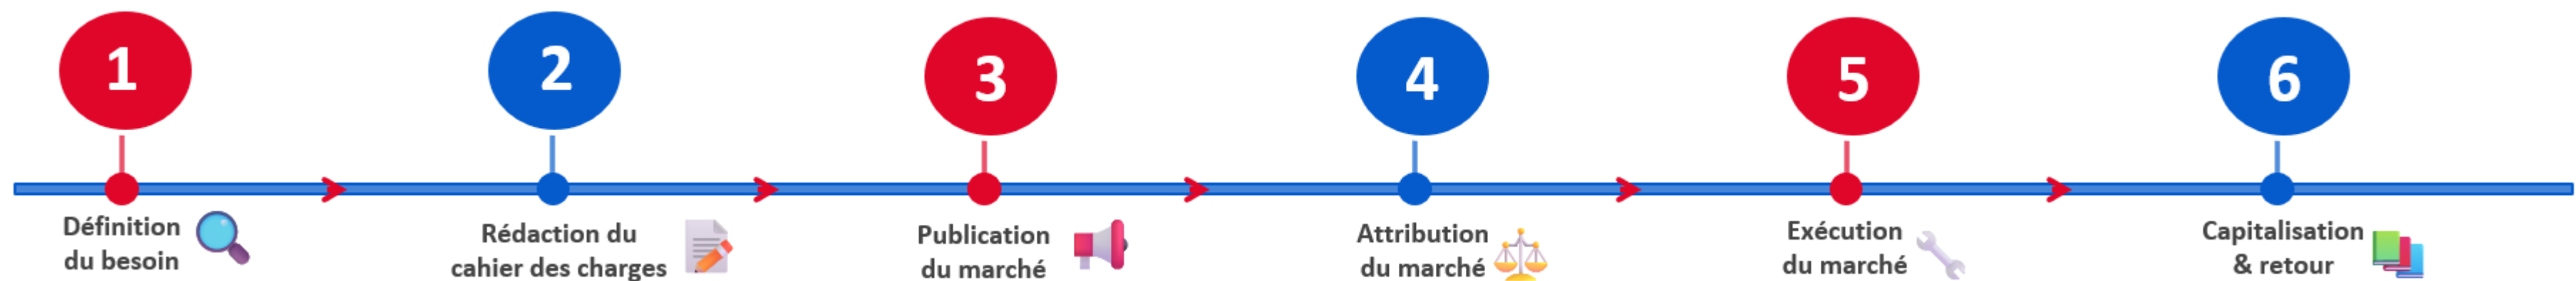 1
2
3
4
5
6
Définition
du besoin
Rédaction du
cahier des charges
Publication
du marché
Attribution
du marché
Exécution
du marché
Capitalisation
& retour